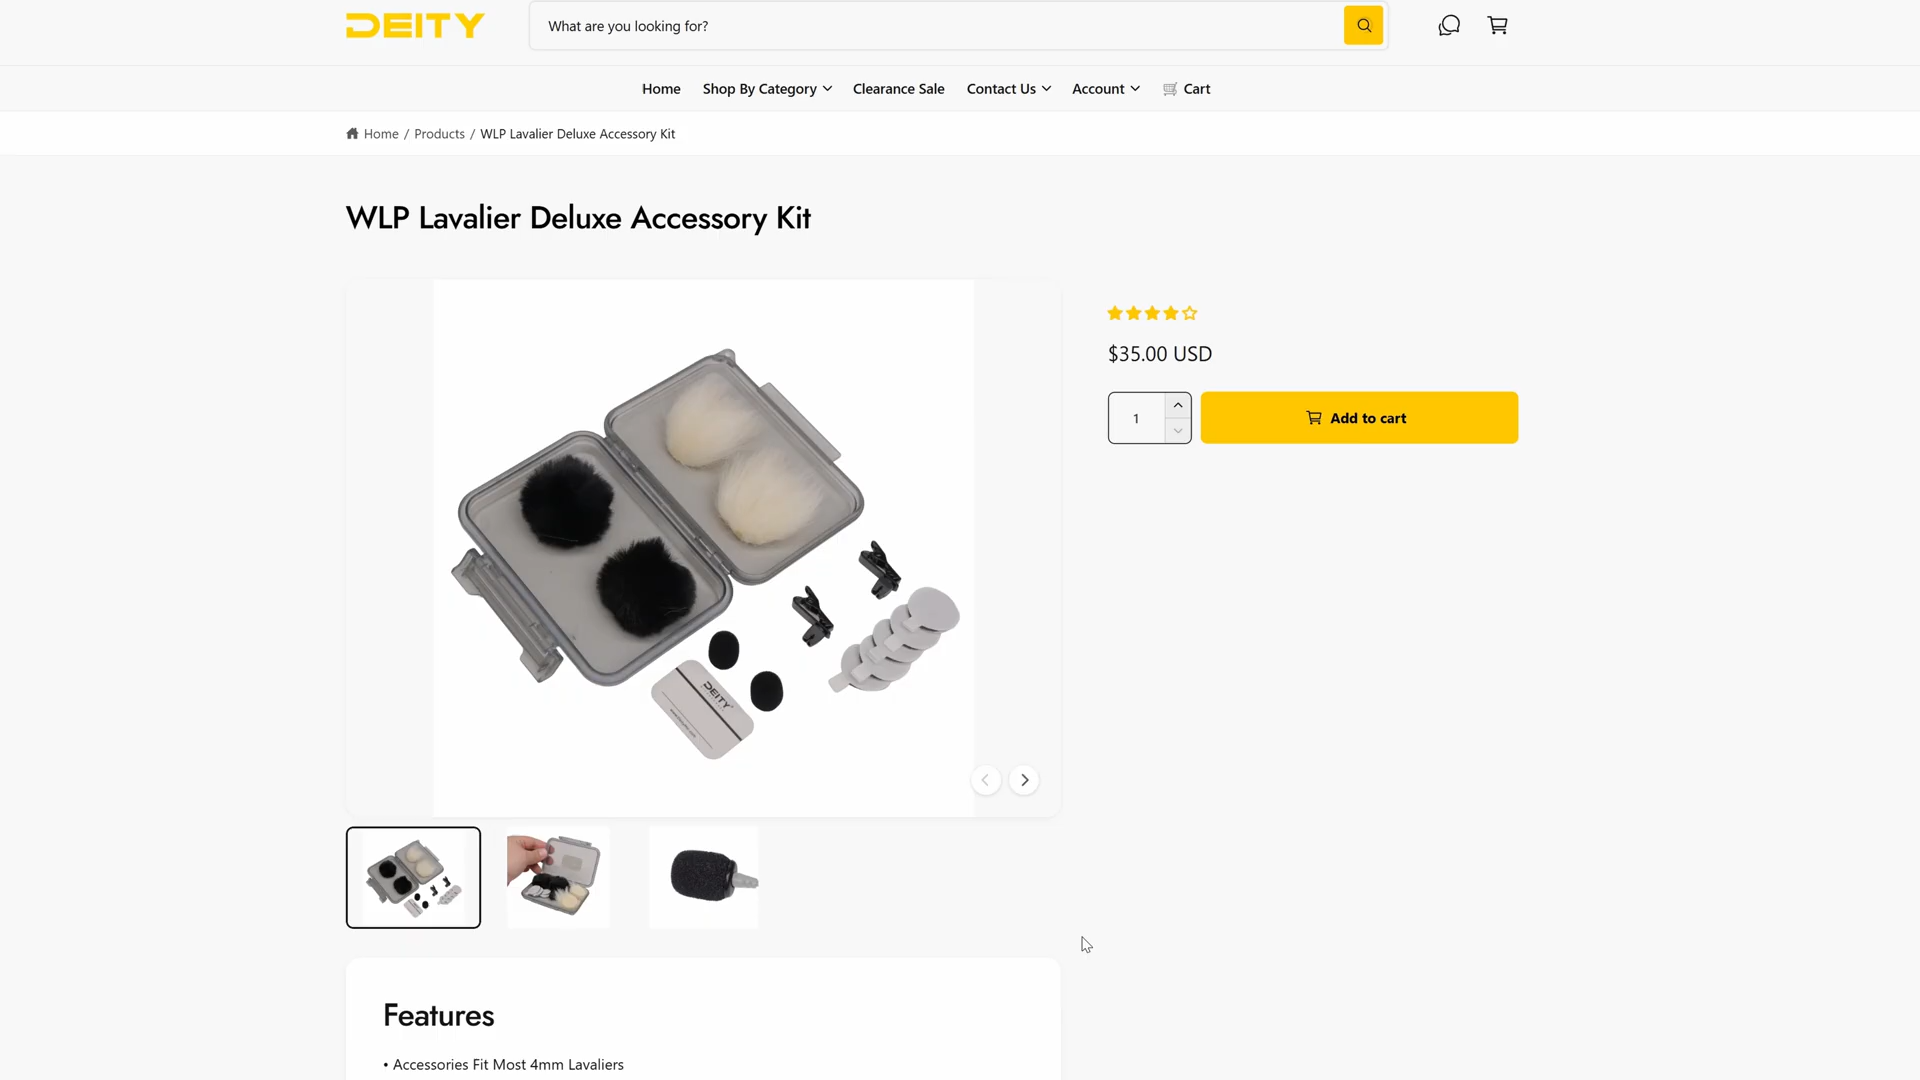 DEITY
What are you looking for?
Home
Shop By Category
Clearance Sale
Contact Us
Account
Cart
Home / Products / WLP Lavalier Deluxe Accessory Kit
WLP Lavalier Deluxe Accessory Kit
$35.00 USD
1
Add to cart
DEITY
Features
• Accessories Fit Most 4mm Lavaliers